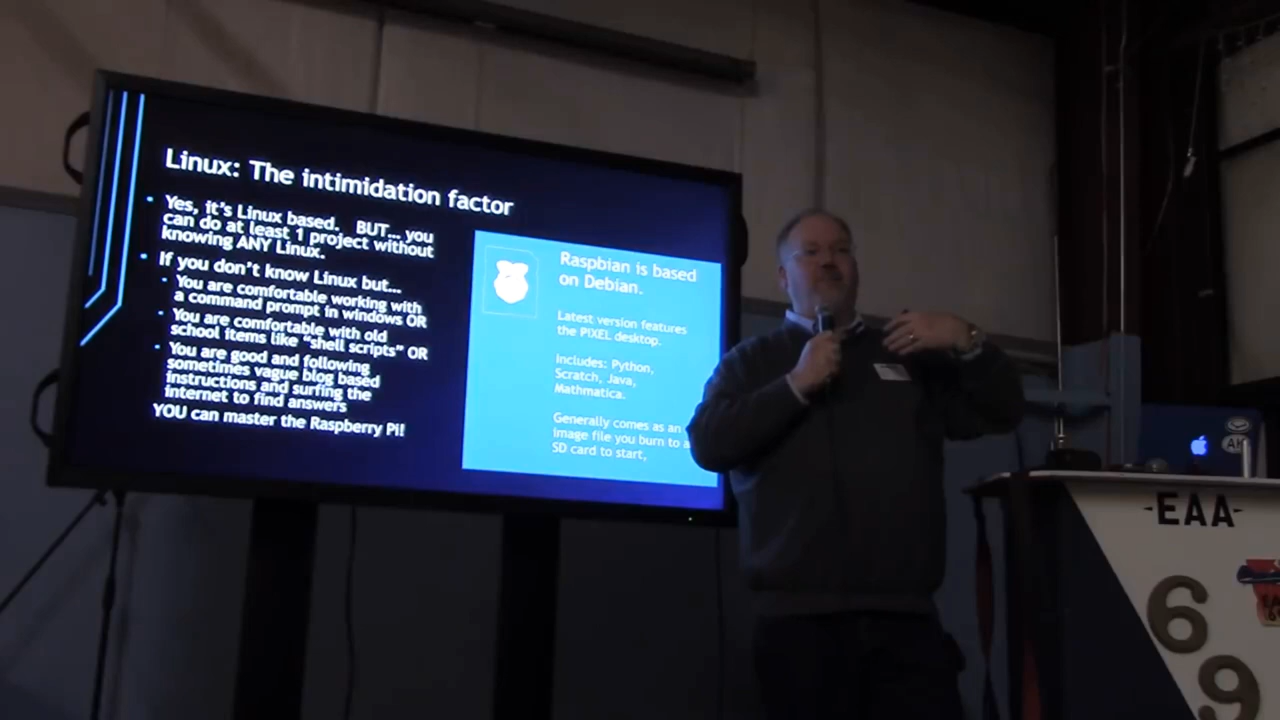 Linux: The intimidation factor
Yes, it's Linux based. BUT... you
can do at least 1 project without
knowing ANY Linux.
If you don't know Linux but...
You are comfortable working with
a command prompt in windows OR
You are comfortable with old
school items like "shell scripts" OR
You are good and following
sometimes vague blog based
instructions and surfing the
internet to find answers
YOU can master the Raspberry Pi!
Raspbian is based
on Debian.
Latest version features
the PIXEL desktop.
Includes: Python,
Scratch, Java,
Mathmatica.
Generally comes as an
image file you burn to a
SD card to start,
AK
-EAA-
69